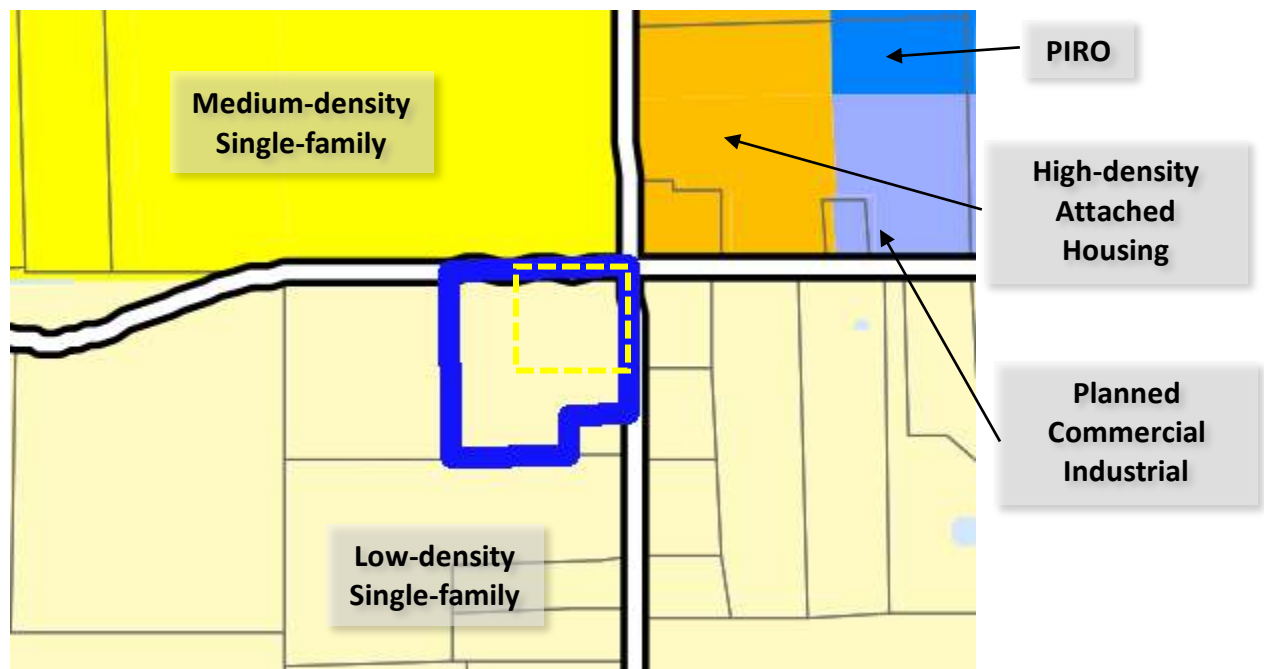 PIRO
Medium-density
Single-family
High-density
Attached
Housing
Planned
Commercial
Industrial
Low-density
Single-family